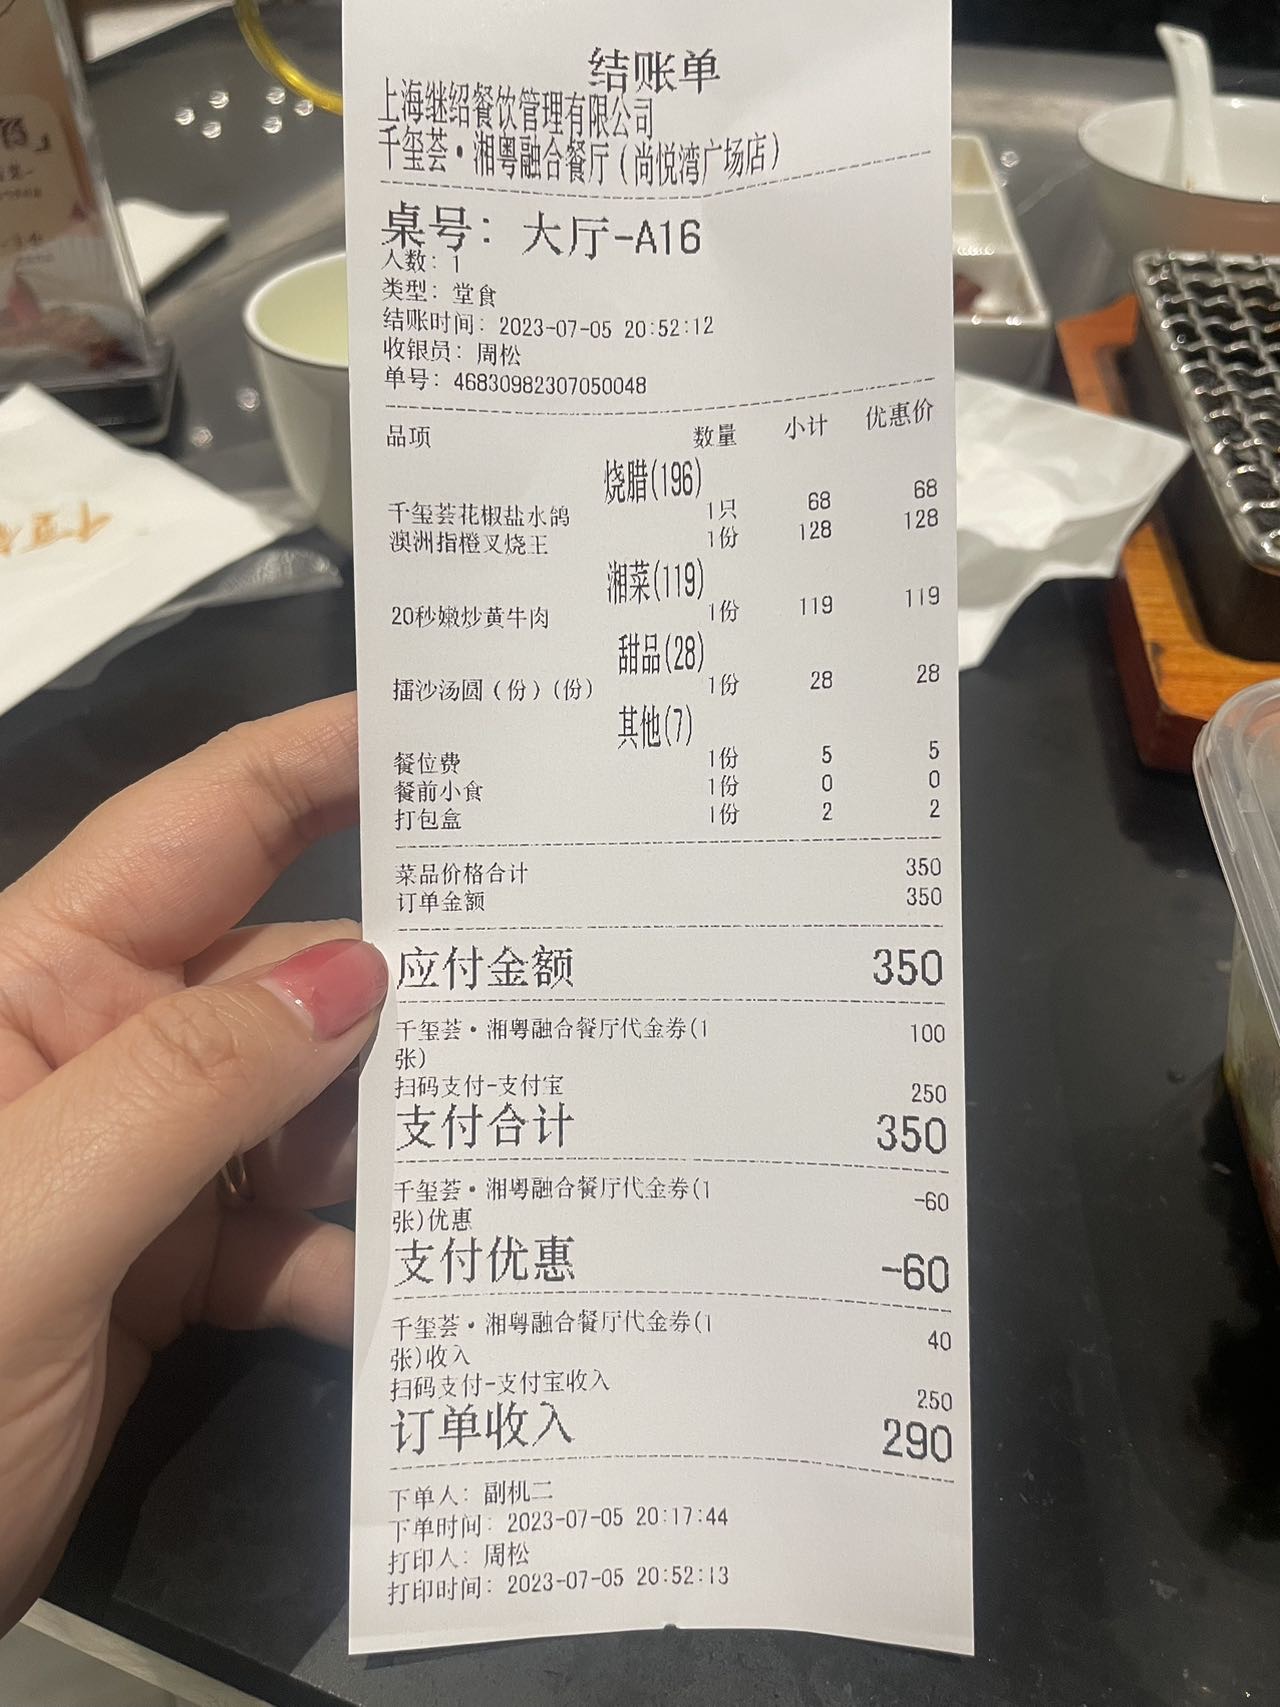 结账单
上海继绍餐饮管理有限公司
千玺荟·湘粤融合餐厅(尚悦湾广场店)
桌号: 大厅-A16
人数: 1
类型: 堂食
结账时间: 2023-07-05 20:52:12
收银员: 周松
单号: 46830982307050048
品项 数量 小计 优惠价
烧腊(196)
千玺荟花椒盐水鸽 1只 68 68
澳洲指橙叉烧王 1份 128 128
湘菜(119)
20秒嫩炒黄牛肉 1份 119 119
甜品(28)
擂沙汤圆(份)(份) 1份 28 28
其他(7)
餐位费 1份 5 5
餐前小食 1份 0 0
打包盒 1份 2 2
菜品价格合计 350
订单金额 350
应付金额 350
千玺荟·湘粤融合餐厅代金券(1 100
张)
扫码支付-支付宝 250
支付合计 350
千玺荟·湘粤融合餐厅代金券(1 -60
张)优惠
支付优惠 -60
千玺荟·湘粤融合餐厅代金券(1 40
张)收入
扫码支付-支付宝收入 250
订单收入 290
下单人: 副机二
下单时间: 2023-07-05 20:17:44
打印人: 周松
打印时间: 2023-07-05 20:52:13